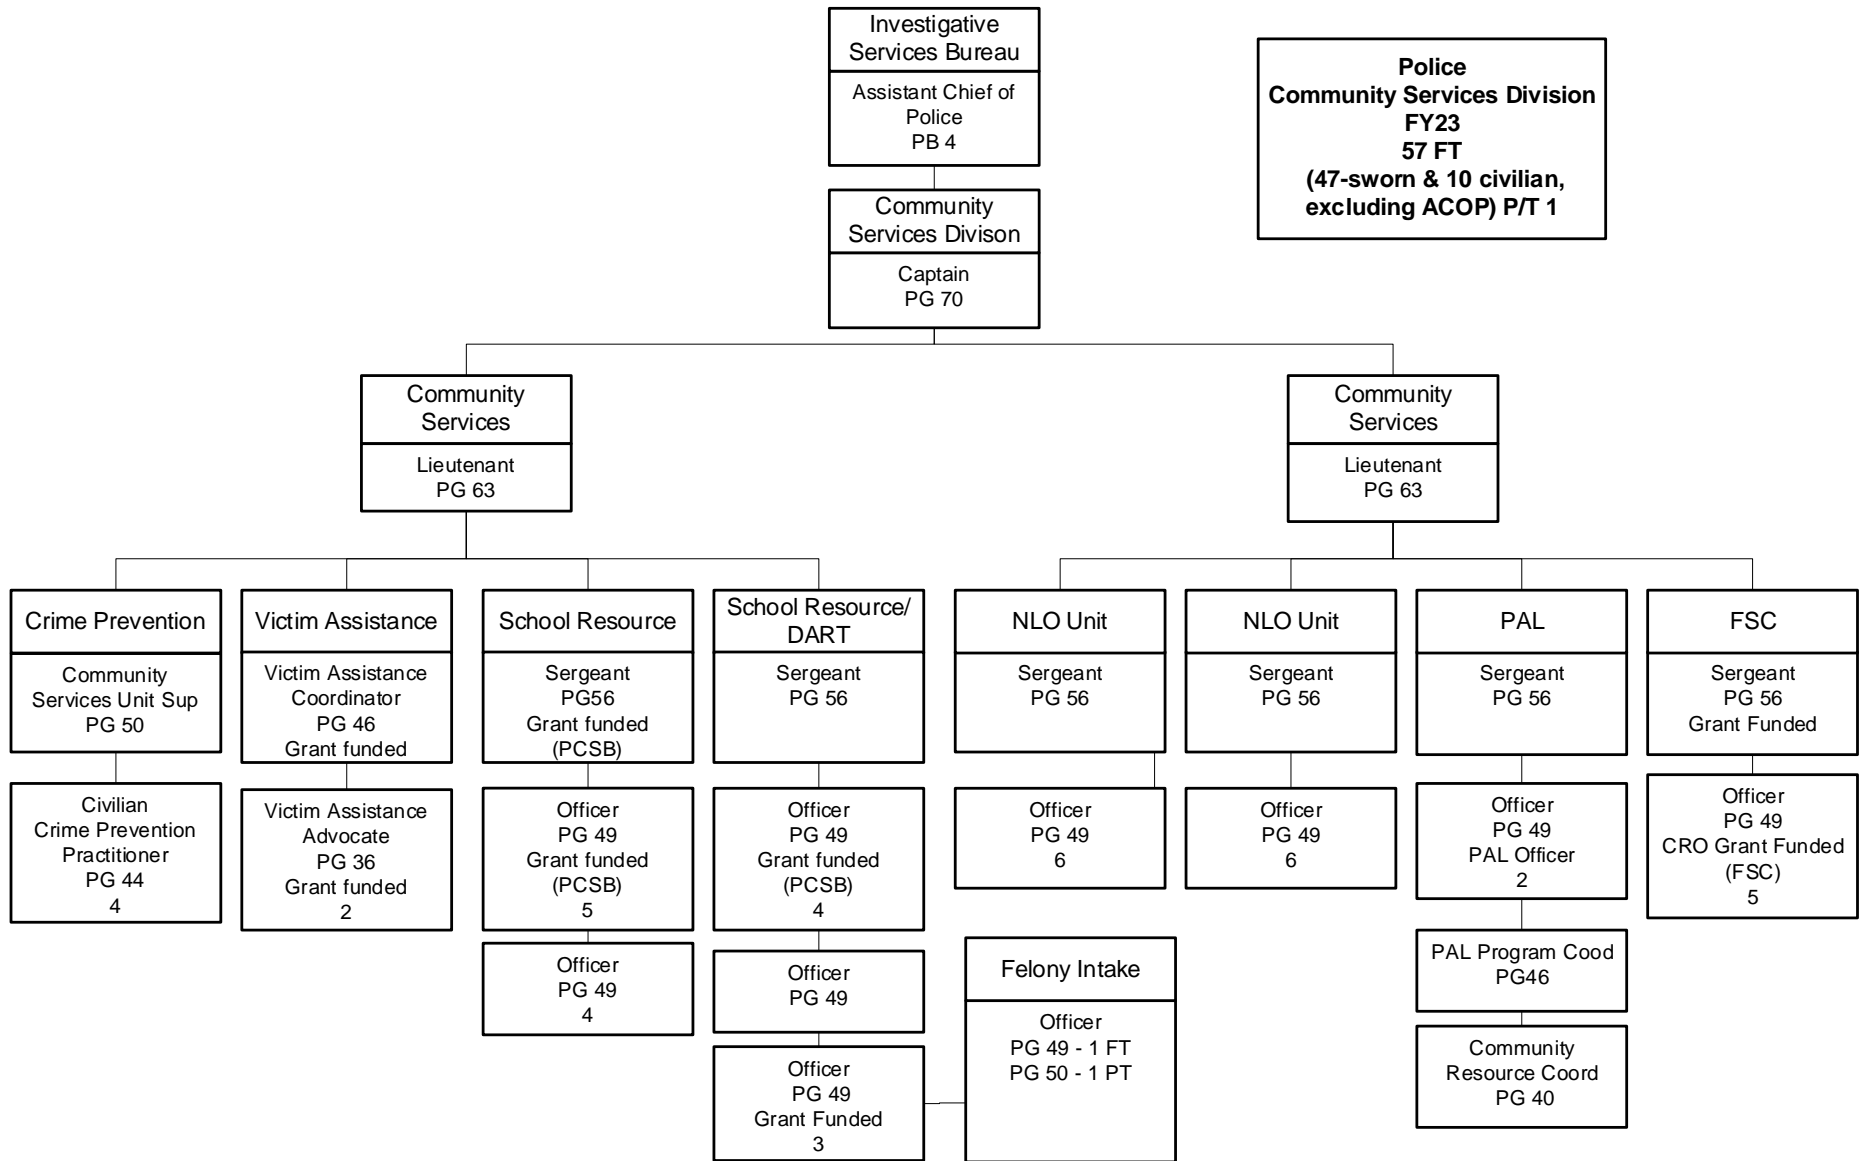 Investigative
Services Bureau
Assistant Chief of
Police
PB 4
Police
Community Services Division
FY23
57 FT
(47-sworn & 10 civilian,
excluding ACOP) P/T 1
Community
Services Divison
Captain
PG 70
Community
Services
Lieutenant
PG 63
Community
Services
Lieutenant
PG 63
Crime Prevention
Community
Services Unit Sup
PG 50
Civilian
Crime Prevention
Practitioner
PG 44
4
Victim Assistance
Victim Assistance
Coordinator
PG 46
Grant funded
Victim Assistance
Advocate
PG 36
Grant funded
2
School Resource
Sergeant
PG56
Grant funded
(PCSB)
Officer
PG 49
Grant funded
(PCSB)
5
Officer
PG 49
4
School Resource/
DART
Sergeant
PG 56
Officer
PG 49
Grant funded
(PCSB)
4
Officer
PG 49
Officer
PG 49
Grant Funded
3
Felony Intake
Officer
PG 49 - 1 FT
PG 50 - 1 PT
NLO Unit
Sergeant
PG 56
Officer
PG 49
6
NLO Unit
Sergeant
PG 56
Officer
PG 49
6
PAL
Sergeant
PG 56
Officer
PG 49
PAL Officer
2
PAL Program Cood
PG46
Community
Resource Coord
PG 40
FSC
Sergeant
PG 56
Grant Funded
Officer
PG 49
CRO Grant Funded
(FSC)
5